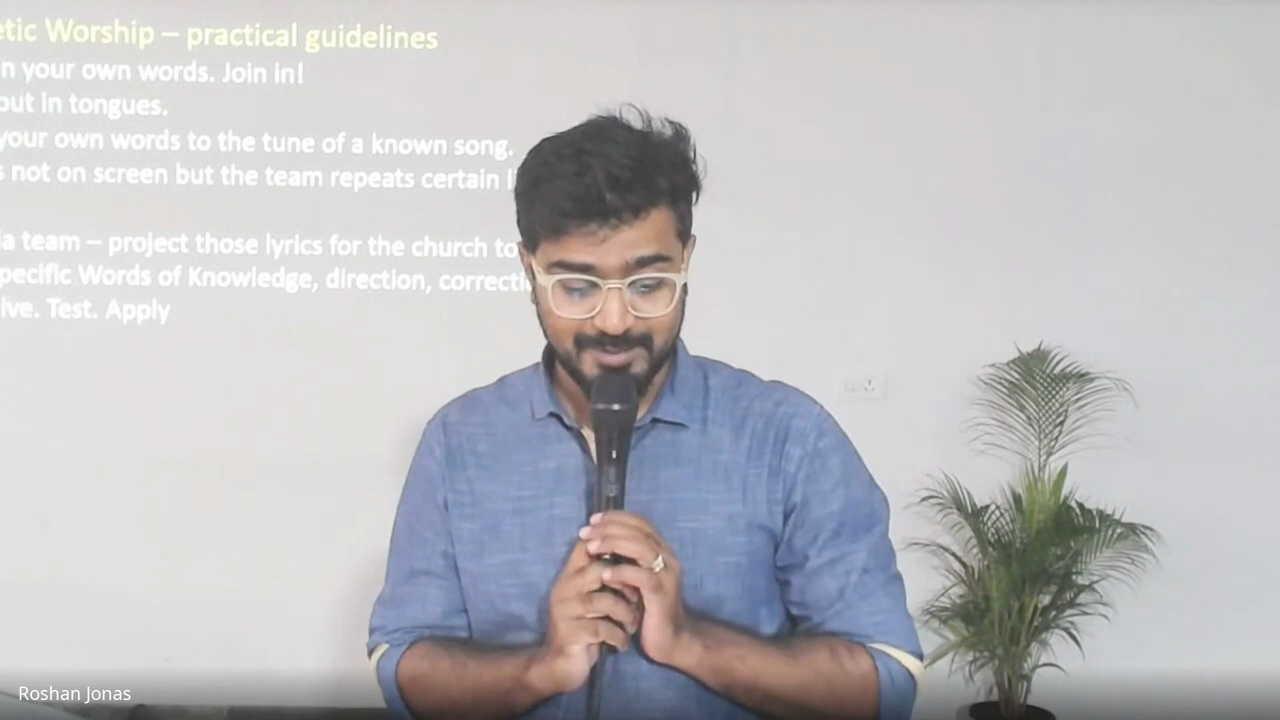 etic Worship – practical guidelines
n your own words. Join in!
out in tongues.
your own words to the tune of a known song.
s not on screen but the team repeats certain
ia team – project those lyrics for the church to
pecific Words of Knowledge, direction, correcti
ive. Test. Apply
Roshan Jonas